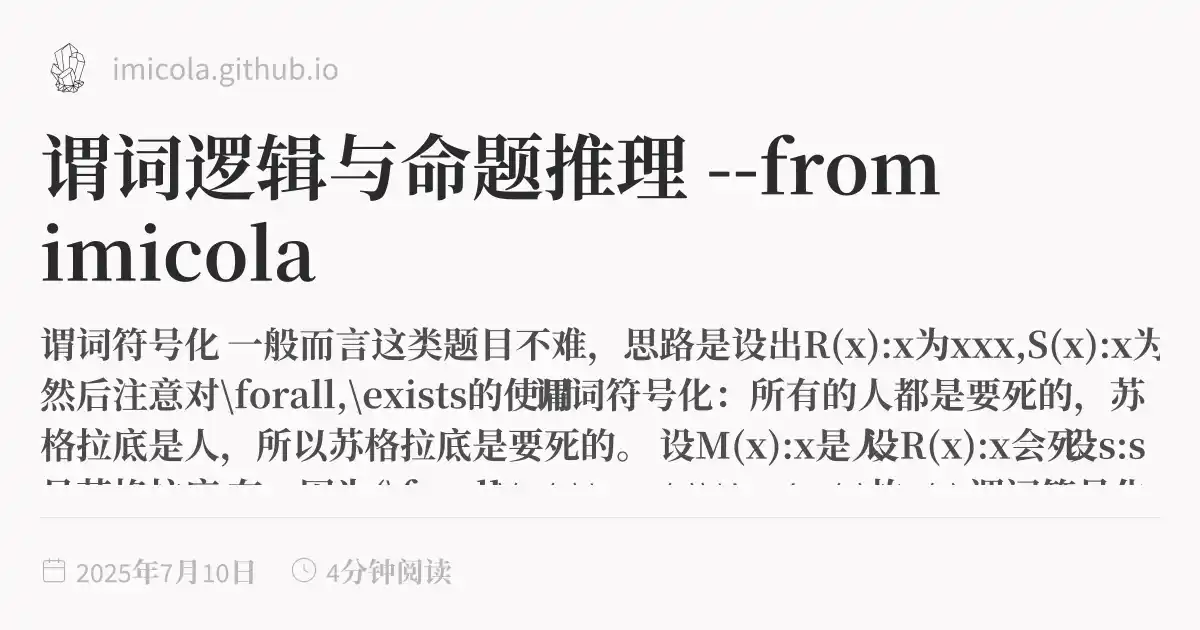 imicola.github.io
谓词逻辑与命题推理 --from
imicola
谓词符号化 一般而言这类题目不难，思路是设出R(x):x为xxx,S(x):x为
然后注意对\forall,\exists的使用谓词符号化：所有的人都是要死的，苏
格拉底是人，所以苏格拉底是要死的。 设M(x):x是人设R(x):x会死设s:s
2025年7月10日
4分钟阅读